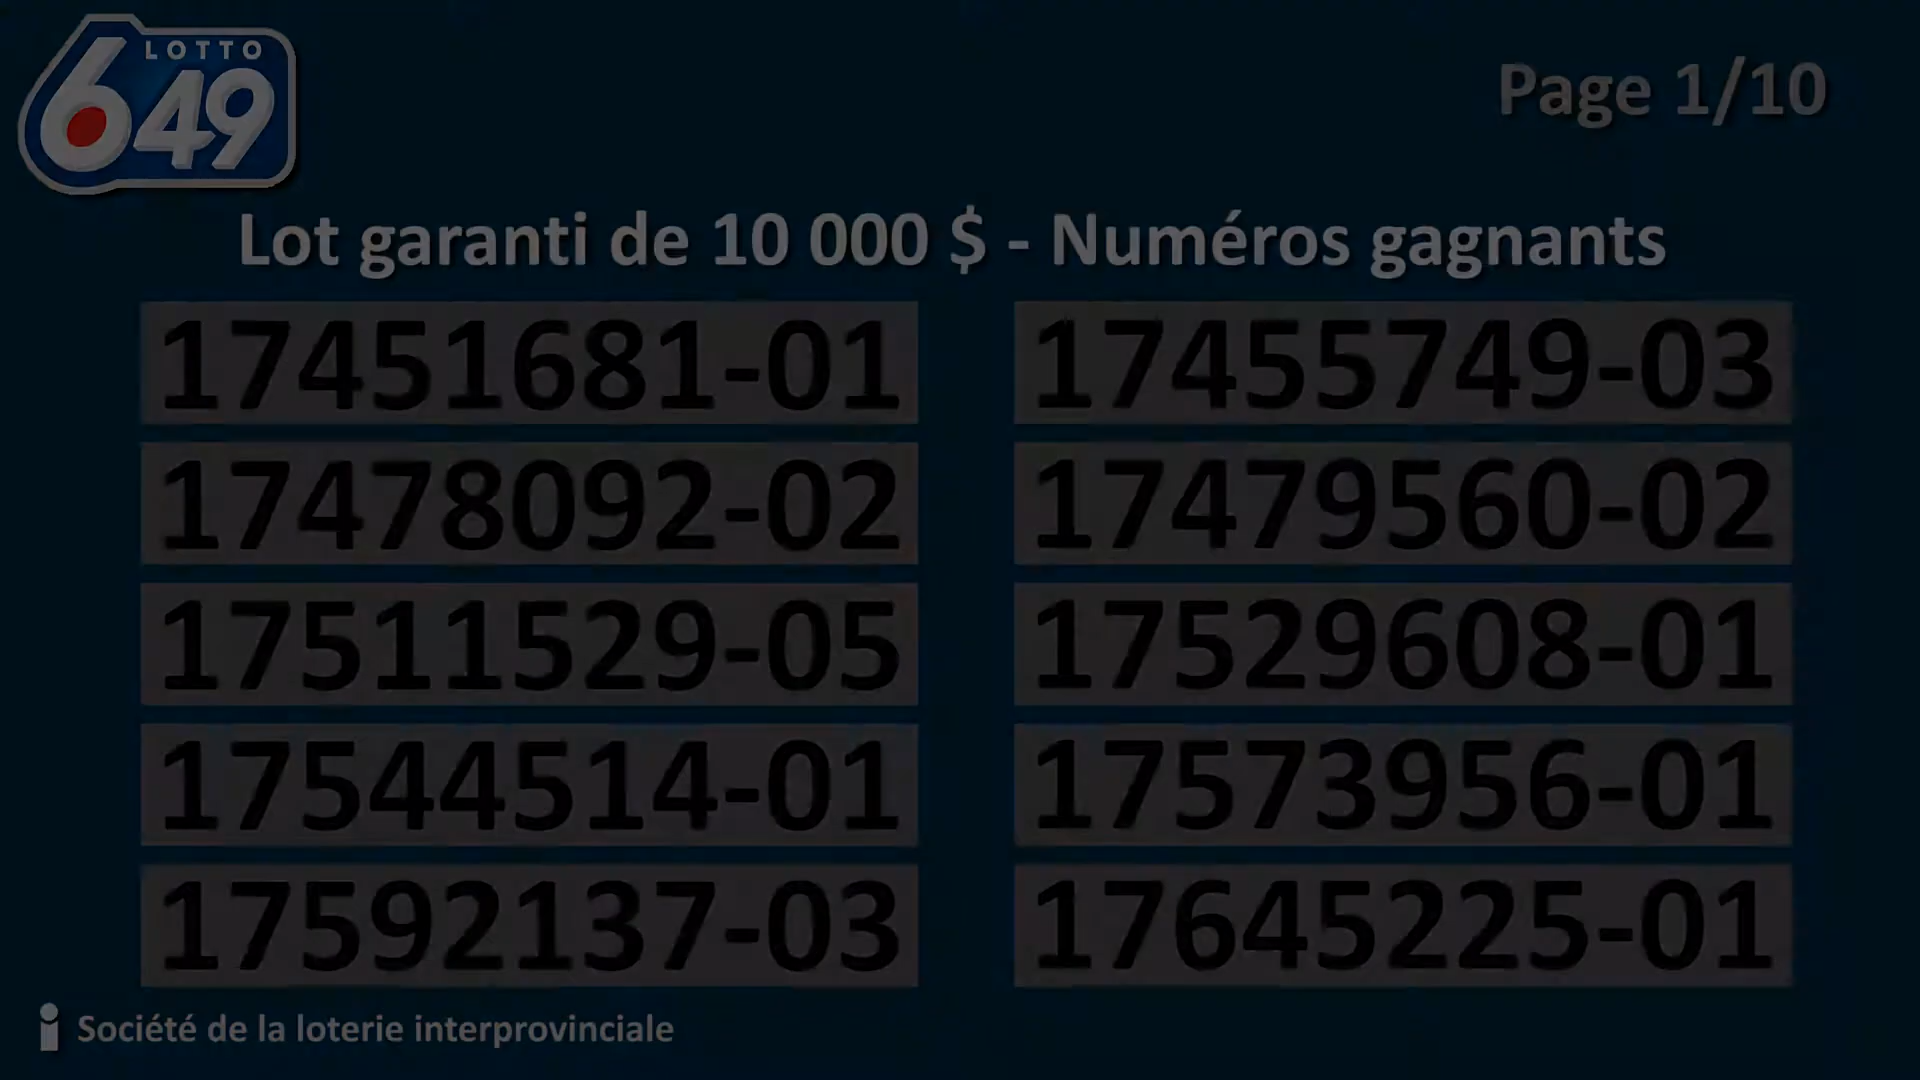 LOTTO
649
Page 1/10
Lot garanti de 10 000 $ - Numéros gagnants
17451681-01 17455749-03
17478092-02 17479560-02
17511529-05 17529608-01
17544514-01 17573956-01
17592137-03 17645225-01
Société de la loterie interprovinciale